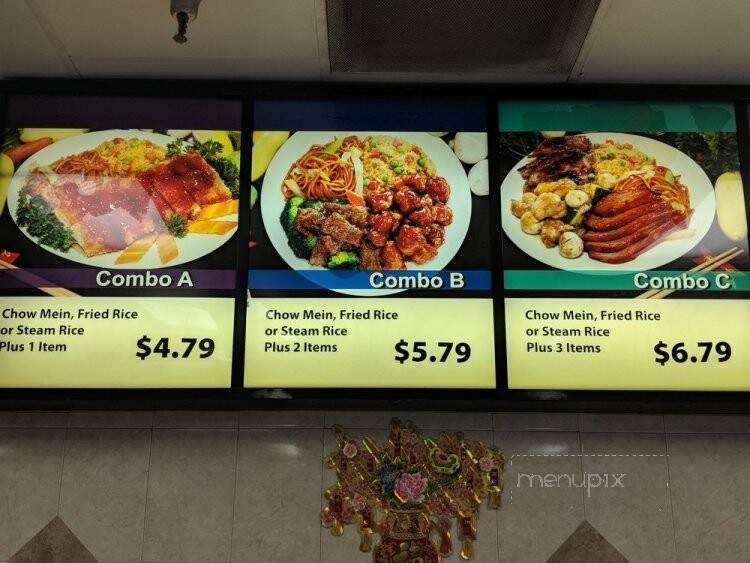 Combo A
Chow Mein, Fried Rice
or Steam Rice
Plus 1 Item
$4.79
Combo B
Chow Mein, Fried Rice
or Steam Rice
Plus 2 Items
$5.79
Combo C
Chow Mein, Fried Rice
or Steam Rice
Plus 3 Items
$6.79
menupix